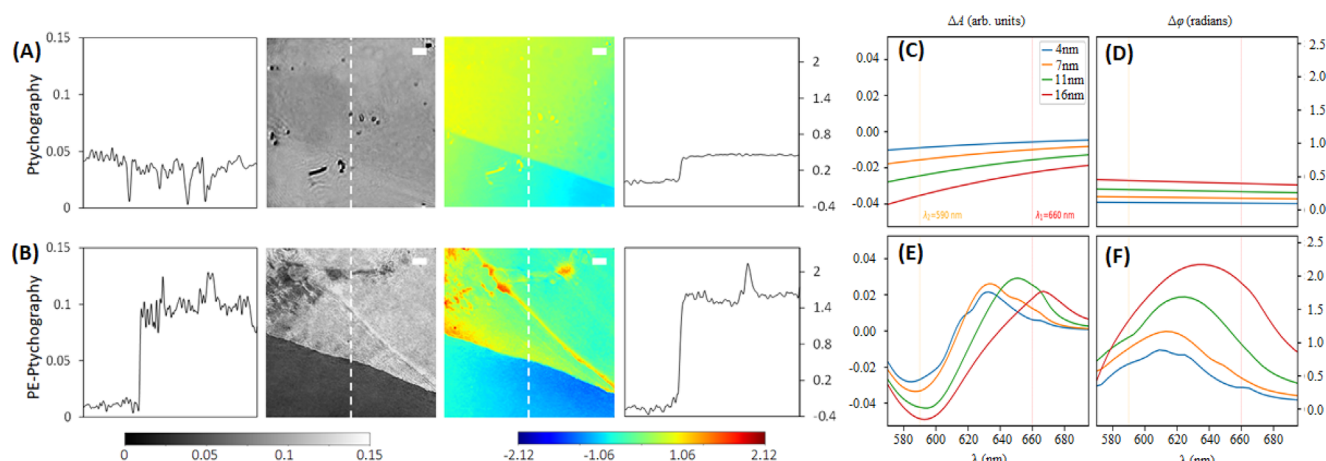 ΔA (arb. units)
Δφ (radians)
(A)
Ptychography
0.15
0.1
0.05
0
2
1.4
0.8
0.2
-0.4
(C)
4nm
7nm
11nm
16nm
0.04
0.02
0.00
-0.02
-0.04
λ₂=590 nm
λ₁=660 nm
(D)
2.5
2.0
1.5
1.0
0.5
0.0
(B)
PE-Ptychography
0.15
0.1
0.05
0
2
1.4
0.8
0.2
-0.4
(E)
0.04
0.02
0.00
-0.02
-0.04
(F)
2.5
2.0
1.5
1.0
0.5
0.0
580 600 620 640 660 680
580 600 620 640 660 680
λ (nm)
λ (nm)
0 0.05 0.1 0.15
-2.12 -1.06 1.06 2.12